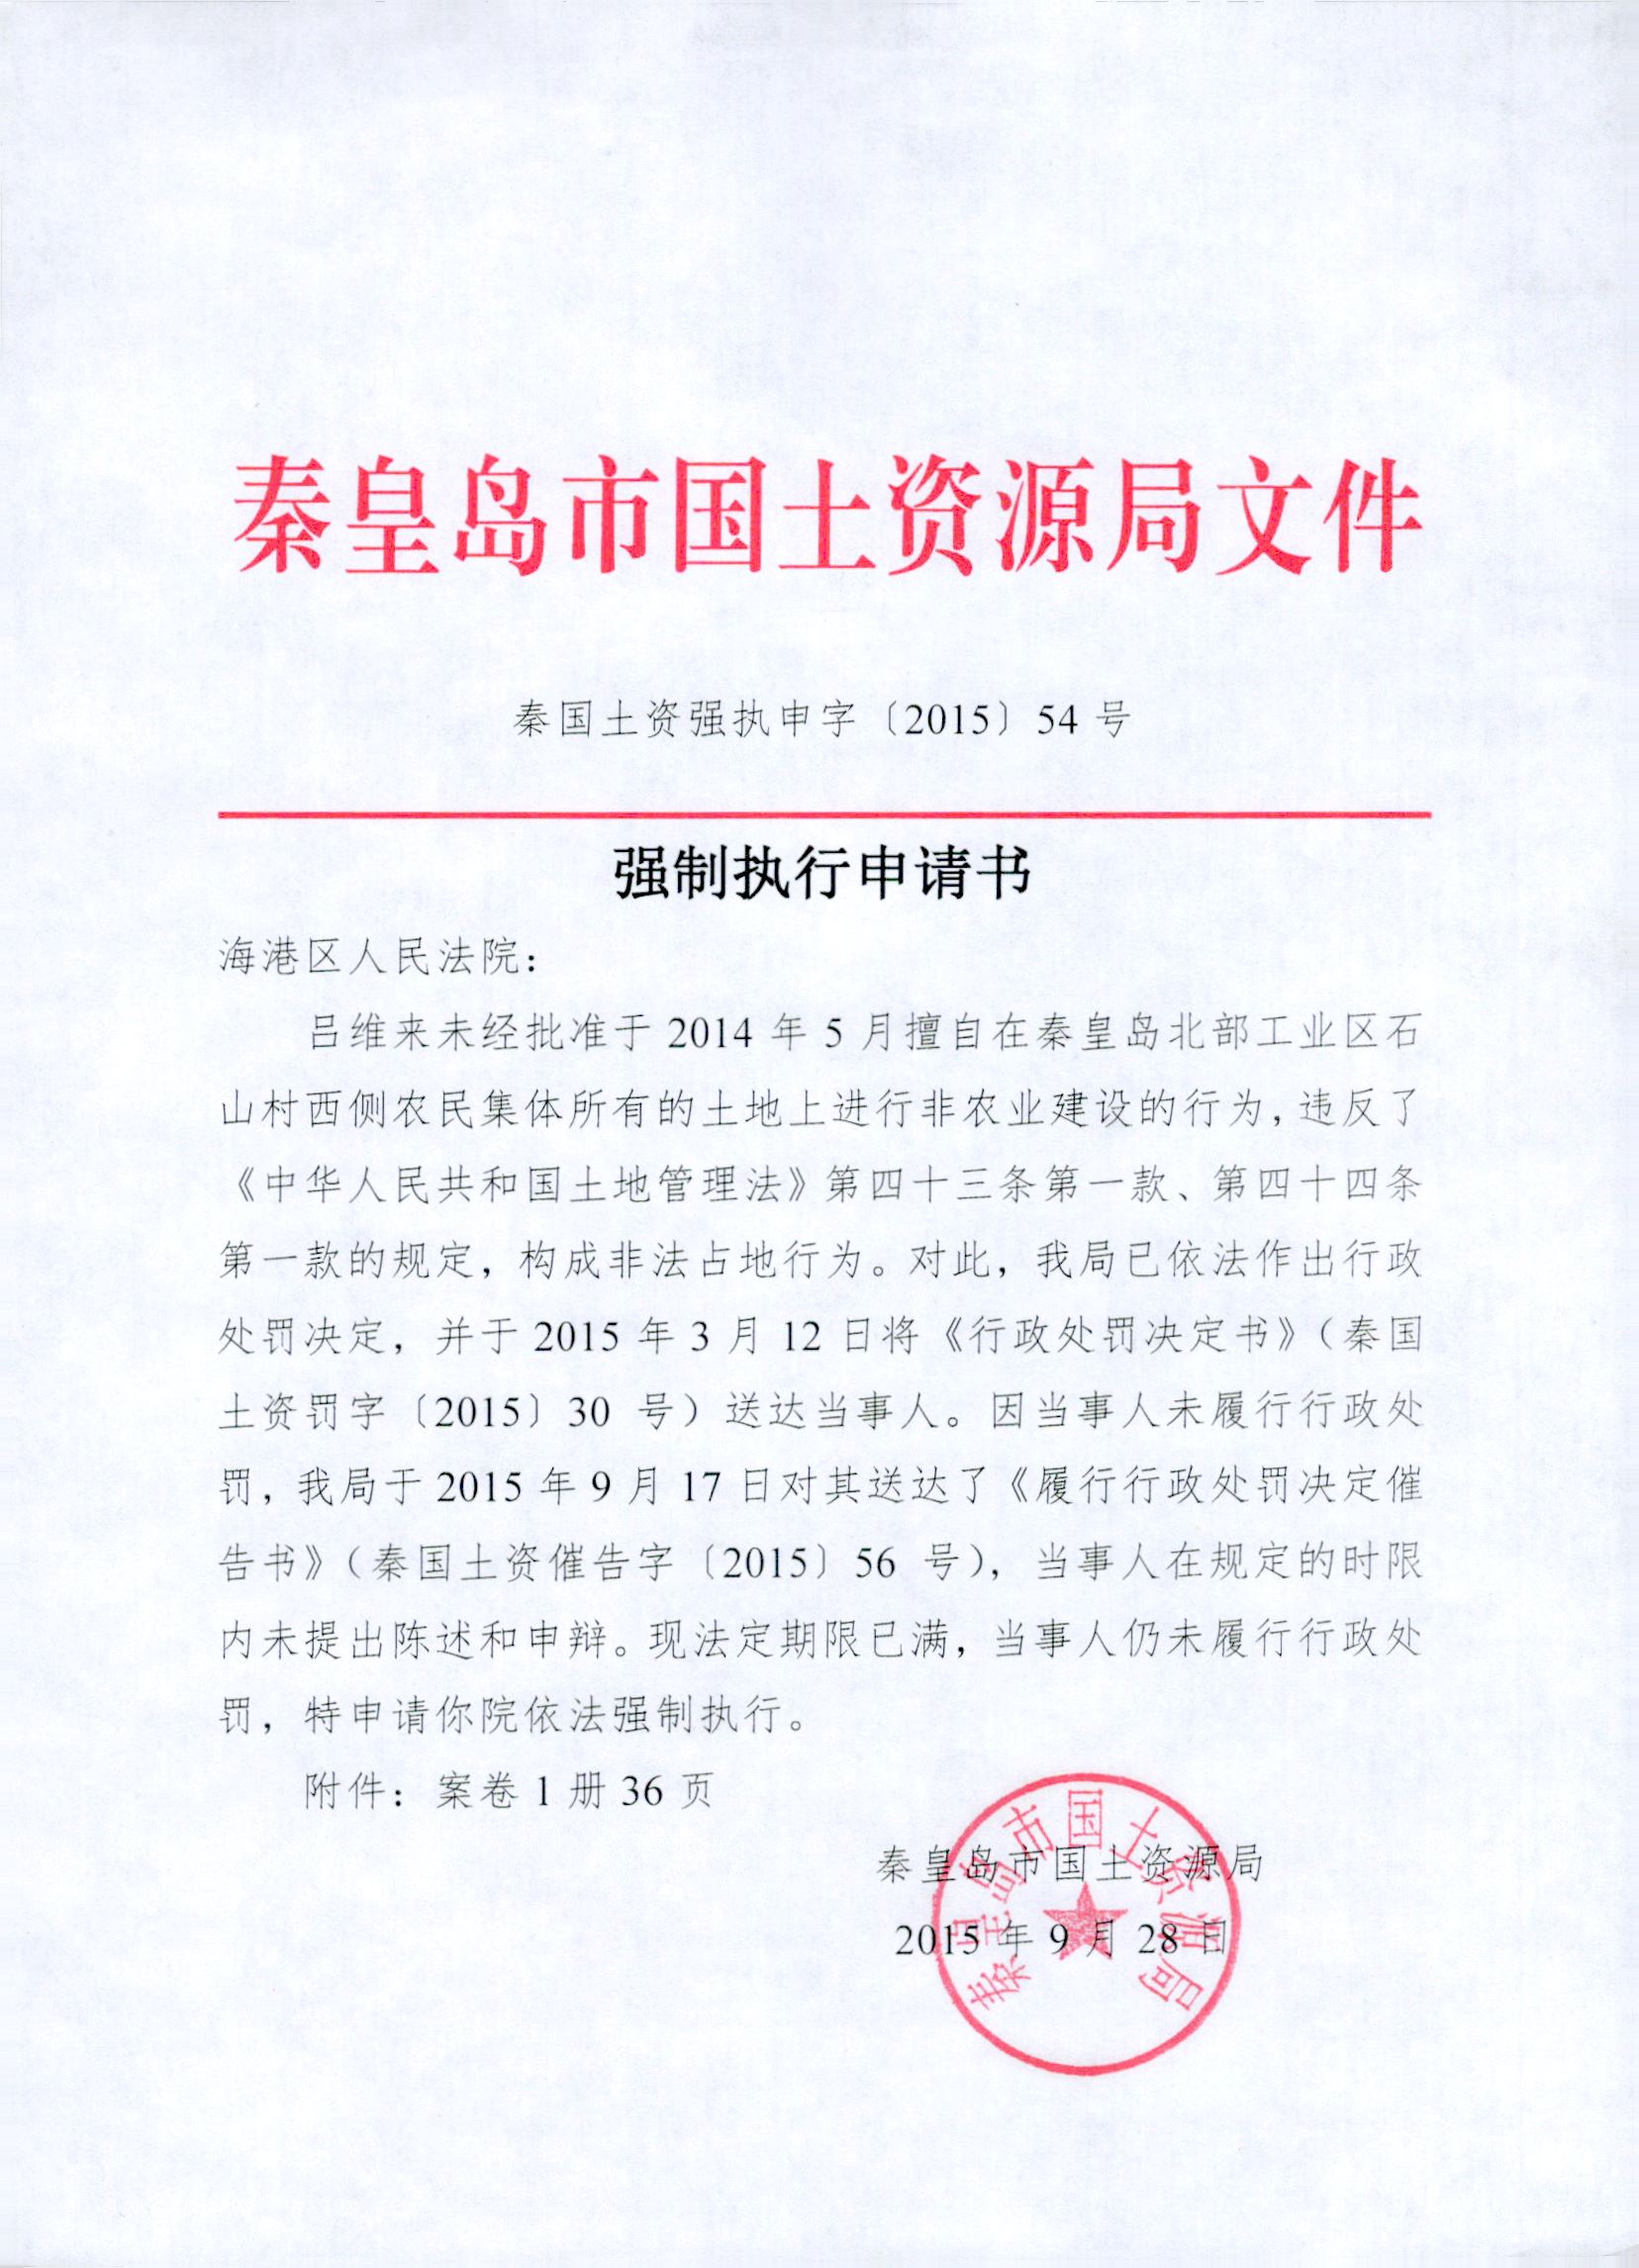 秦皇岛市国土资源局文件
秦国土资强执申字〔2015〕54 号
强制执行申请书
海港区人民法院：
吕维来未经批准于 2014 年 5 月擅自在秦皇岛北部工业区石
山村西侧农民集体所有的土地上进行非农业建设的行为，违反了
《中华人民共和国土地管理法》第四十三条第一款、第四十四条
第一款的规定，构成非法占地行为。对此，我局已依法作出行政
处罚决定，并于 2015 年 3 月 12 日将《行政处罚决定书》（秦国
土资罚字〔2015〕30 号）送达当事人。因当事人未履行行政处
罚，我局于 2015 年 9 月 17 日对其送达了《履行行政处罚决定催
告书》（秦国土资催告字〔2015〕56 号），当事人在规定的时限
内未提出陈述和申辩。现法定期限已满，当事人仍未履行行政处
罚，特申请你院依法强制执行。
附件：案卷 1 册 36 页
秦皇岛市国土资源局
2015 年 9 月 28 日
秦皇岛市国土资源局